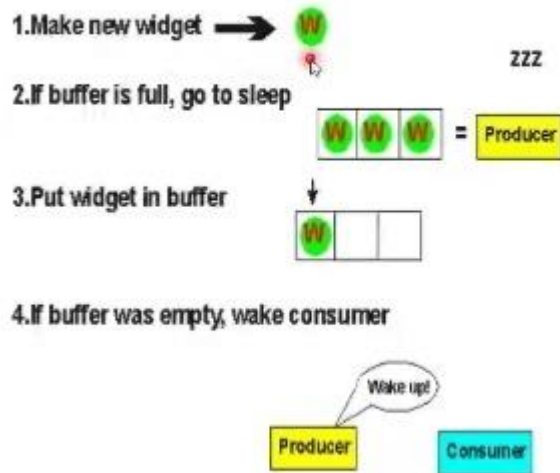 1.Make new widget W
zzz
2.If buffer is full, go to sleep
W W W = Producer
3.Put widget in buffer
W
4.If buffer was empty, wake consumer
Wake up!
Producer Consumer